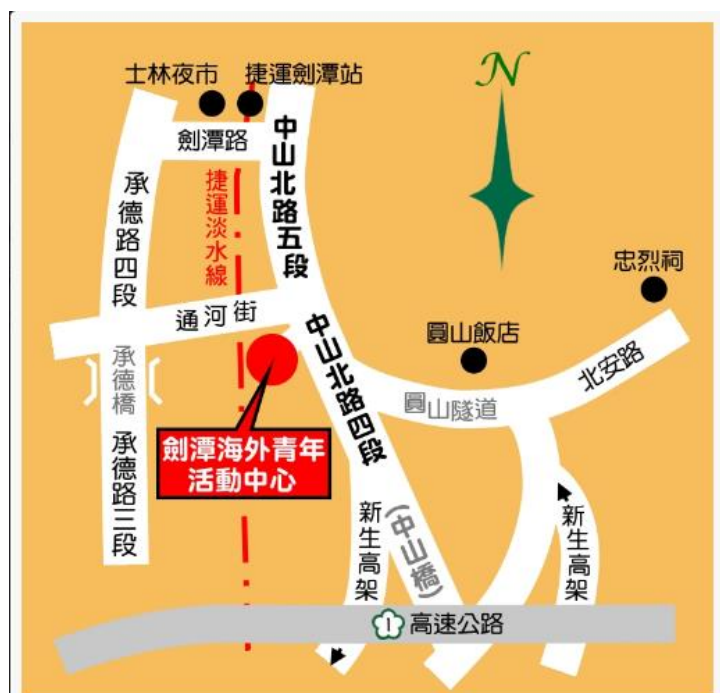 士林夜市
捷運劍潭站
N
劍潭路
中山北路五段
承德路四段
捷運淡水線
忠烈祠
通河街
圓山飯店
中山北路四段
北安路
承德橋
圓山隧道
劍潭海外青年
活動中心
承德路三段
新生高架
(中山橋)
新生高架
1
高速公路